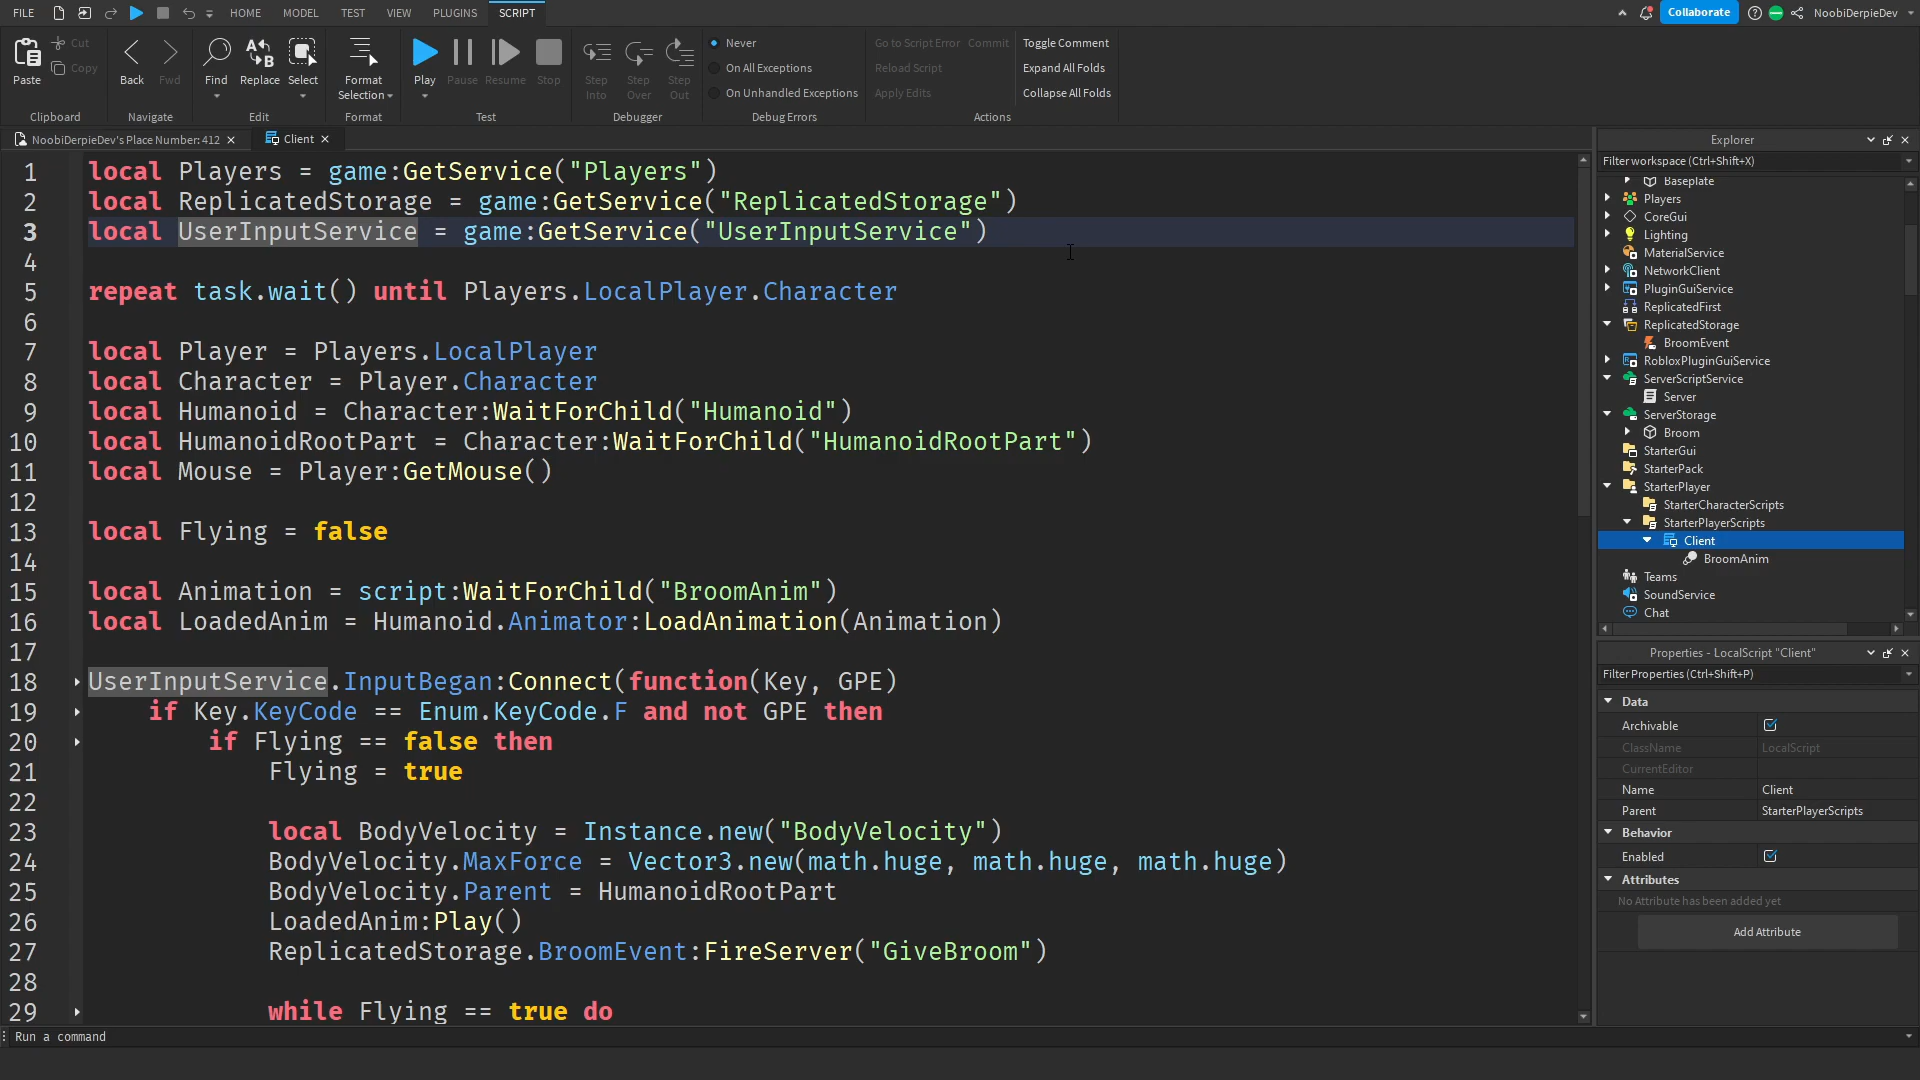 FILE HOME MODEL TEST VIEW PLUGINS SCRIPT Collaborate NoobiDerpieDev
Paste Cut Copy Back Fwd Find Replace Select Format Selection Play Pause Resume Stop Step Into Step Over Step Out
Never
On All Exceptions
On Unhandled Exceptions
Go to Script Error Commit
Reload Script
Apply Edits
Toggle Comment
Expand All Folds
Collapse All Folds
Clipboard Navigate Edit Format Test Debugger Debug Errors Actions
NoobiDerpieDev's Place Number: 412 Client
1 local Players = game:GetService("Players")
2 local ReplicatedStorage = game:GetService("ReplicatedStorage")
3 local UserInputService = game:GetService("UserInputService")
4
5 repeat task.wait() until Players.LocalPlayer.Character
6
7 local Player = Players.LocalPlayer
8 local Character = Player.Character
9 local Humanoid = Character:WaitForChild("Humanoid")
10 local HumanoidRootPart = Character:WaitForChild("HumanoidRootPart")
11 local Mouse = Player:GetMouse()
12
13 local Flying = false
14
15 local Animation = script:WaitForChild("BroomAnim")
16 local LoadedAnim = Humanoid.Animator:LoadAnimation(Animation)
17
18 UserInputService.InputBegan:Connect(function(Key, GPE)
19 if Key.KeyCode == Enum.KeyCode.F and not GPE then
20 if Flying == false then
21 Flying = true
22
23 local BodyVelocity = Instance.new("BodyVelocity")
24 BodyVelocity.MaxForce = Vector3.new(math.huge, math.huge, math.huge)
25 BodyVelocity.Parent = HumanoidRootPart
26 LoadedAnim:Play()
27 ReplicatedStorage.BroomEvent:FireServer("GiveBroom")
28
29 while Flying == true do
Run a command
Explorer
Filter workspace (Ctrl+Shift+X)
Baseplate
Players
CoreGui
Lighting
MaterialService
NetworkClient
PluginGuiService
ReplicatedFirst
ReplicatedStorage
BroomEvent
RobloxPluginGuiService
ServerScriptService
Server
ServerStorage
Broom
StarterGui
StarterPack
StarterPlayer
StarterCharacterScripts
StarterPlayerScripts
Client
BroomAnim
Teams
SoundService
Chat
Properties - LocalScript "Client"
Filter Properties (Ctrl+Shift+P)
Data
Archivable
ClassName LocalScript
CurrentEditor
Name Client
Parent StarterPlayerScripts
Behavior
Enabled
Attributes
No Attribute has been added yet
Add Attribute